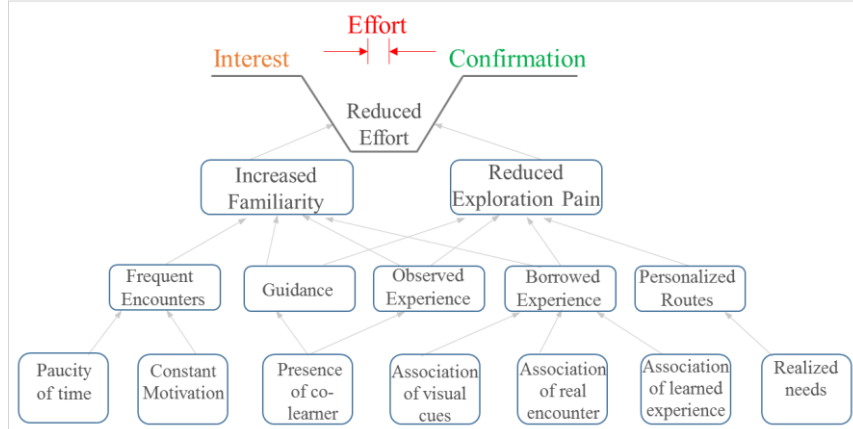 Effort
Interest
Confirmation
Reduced
Effort
Increased
Familiarity
Reduced
Exploration Pain
Frequent
Encounters
Guidance
Observed
Experience
Borrowed
Experience
Personalized
Routes
Paucity
of time
Constant
Motivation
Presence
of co-
learner
Association
of visual
cues
Association
of real
encounter
Association
of learned
experience
Realized
needs